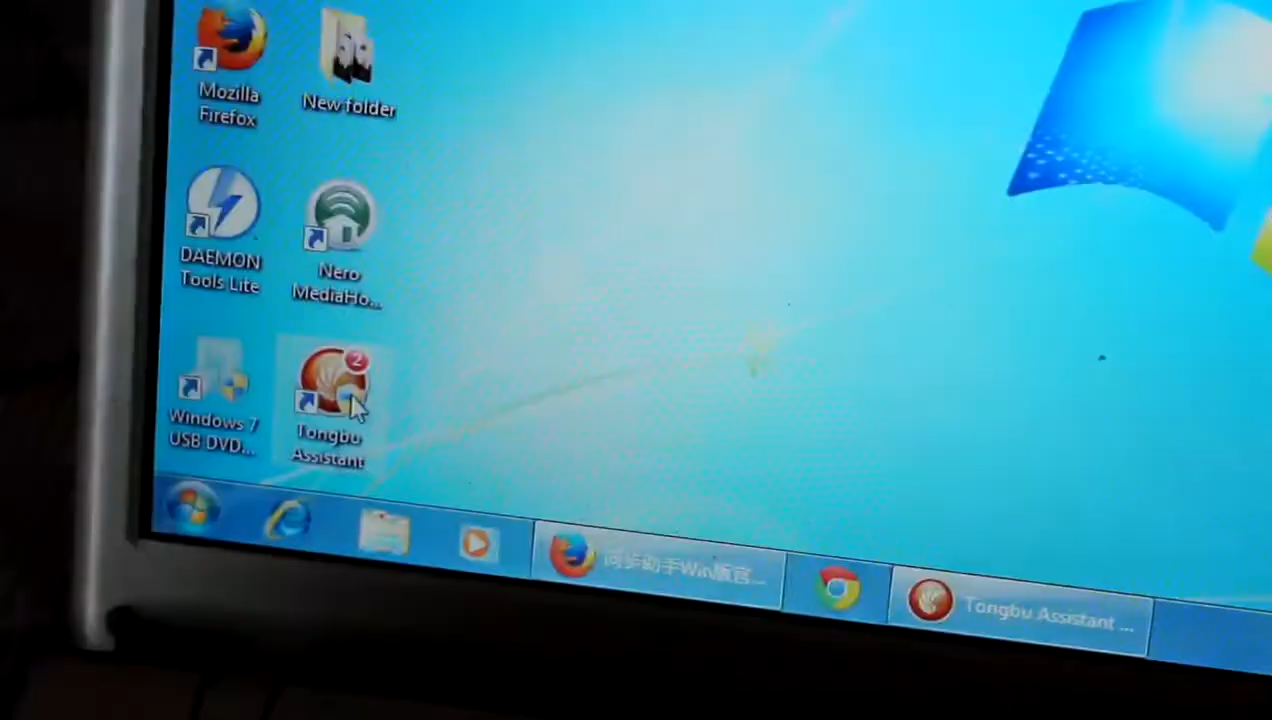 Mozilla
Firefox
New folder
DAEMON
Tools Lite
Nero
MediaHo...
Windows 7
USB DVD...
2
Tongbu
Assistant
同步助手Win版官...
Tongbu Assistant ...